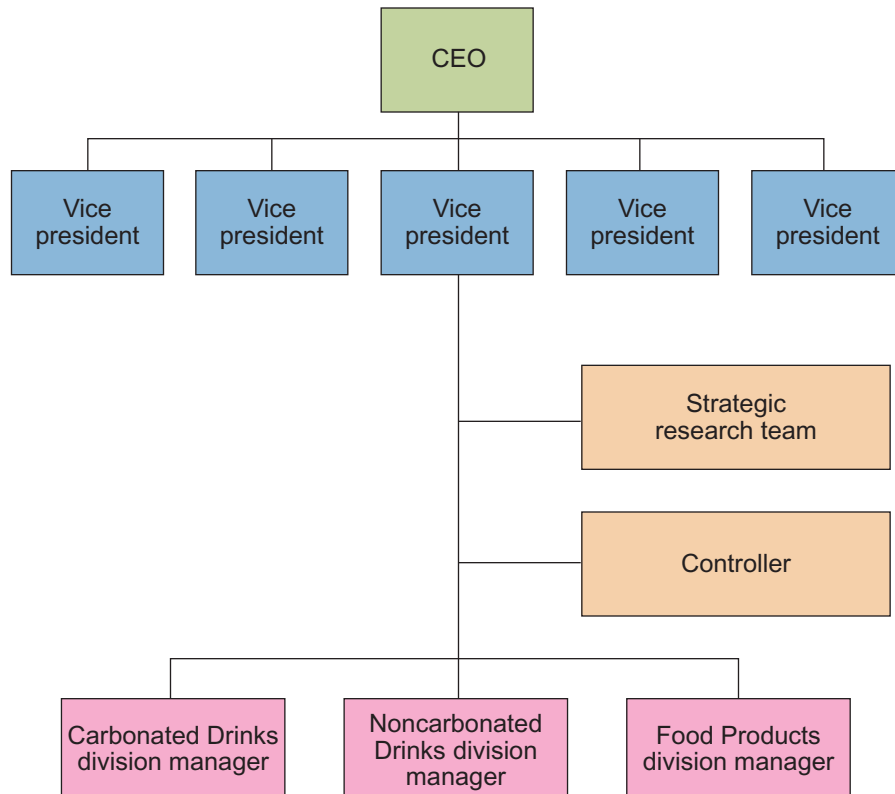 CEO
Vice
president
Vice
president
Vice
president
Vice
president
Vice
president
Strategic
research team
Controller
Carbonated Drinks
division manager
Noncarbonated
Drinks division
manager
Food Products
division manager